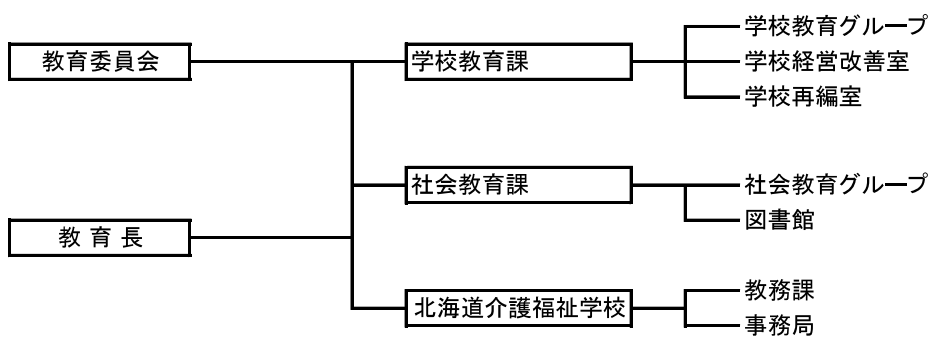 教育委員会
学校教育課
学校教育グループ
学校経営改善室
学校再編室
社会教育課
社会教育グループ
図書館
教 育 長
北海道介護福祉学校
教務課
事務局